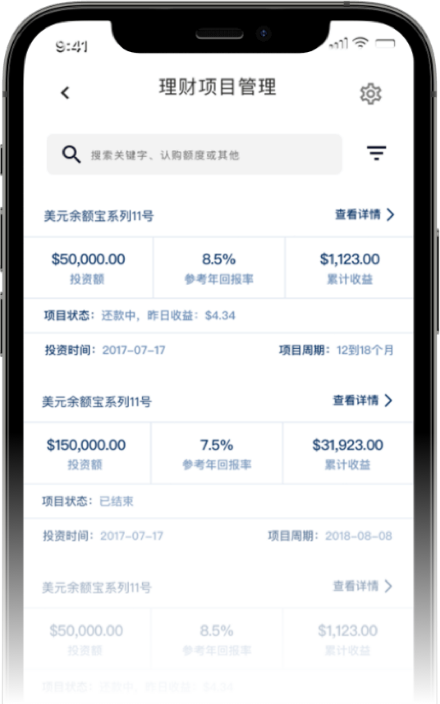 9:41
理财项目管理
搜索关键字、认购额度或其他
美元余额宝系列11号 查看详情
$50,000.00 8.5% $1,123.00
投资额 参考年回报率 累计收益
项目状态：还款中，昨日收益：$4.34
投资时间：2017-07-17 项目周期：12到18个月
美元余额宝系列11号 查看详情
$150,000.00 7.5% $31,923.00
投资额 参考年回报率 累计收益
项目状态：已结束
投资时间：2017-07-17 项目周期：2018-08-08
美元余额宝系列11号 查看详情
$50,000.00 8.5% $1,123.00
投资额 参考年回报率 累计收益
项目状态：还款中，昨日收益：$4.34